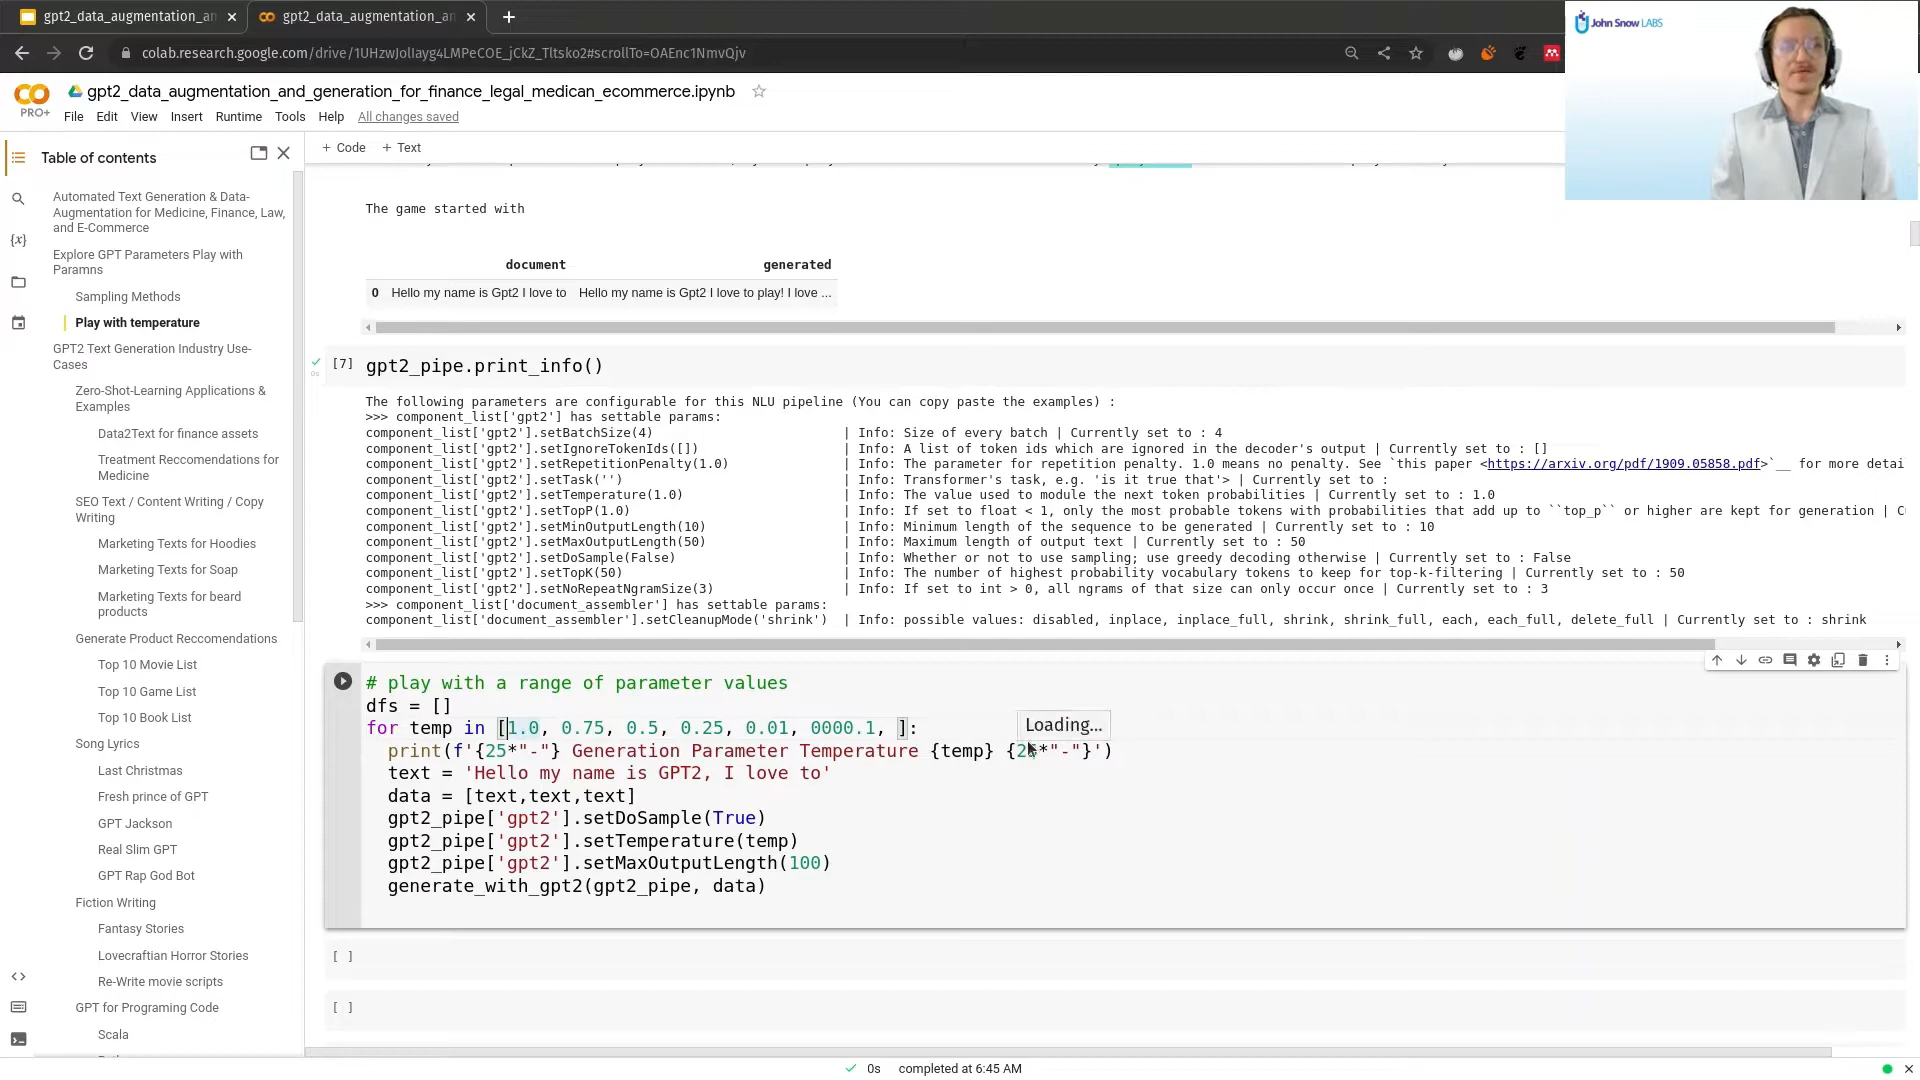 gpt2_data_augmentation_an
gpt2_data_augmentation_an
colab.research.google.com/drive/1UHzwJolIayg4LMPeCOE_jCkZ_Tltsko2#scrollTo=OAEnc1NmvQjv
John Snow LABS
PRO+
gpt2_data_augmentation_and_generation_for_finance_legal_medican_ecommerce.ipynb
File Edit View Insert Runtime Tools Help All changes saved
Table of contents
+ Code + Text
Automated Text Generation & Data-
Augmentation for Medicine, Finance, Law,
and E-Commerce
Explore GPT Parameters Play with
Paramns
Sampling Methods
Play with temperature
GPT2 Text Generation Industry Use-
Cases
Zero-Shot-Learning Applications &
Examples
Data2Text for finance assets
Treatment Reccomendations for
Medicine
SEO Text / Content Writing / Copy
Writing
Marketing Texts for Hoodies
Marketing Texts for Soap
Marketing Texts for beard
products
Generate Product Reccomendations
Top 10 Movie List
Top 10 Game List
Top 10 Book List
Song Lyrics
Last Christmas
Fresh prince of GPT
GPT Jackson
Real Slim GPT
GPT Rap God Bot
Fiction Writing
Fantasy Stories
Lovecraftian Horror Stories
Re-Write movie scripts
GPT for Programing Code
Scala
The game started with
document generated
0 Hello my name is Gpt2 I love to Hello my name is Gpt2 I love to play! I love ...
[7] gpt2_pipe.print_info()
0s
The following parameters are configurable for this NLU pipeline (You can copy paste the examples) :
>>> component_list['gpt2'] has settable params:
component_list['gpt2'].setBatchSize(4) | Info: Size of every batch | Currently set to : 4
component_list['gpt2'].setIgnoreTokenIds([]) | Info: A list of token ids which are ignored in the decoder's output | Currently set to : []
component_list['gpt2'].setRepetitionPenalty(1.0) | Info: The parameter for repetition penalty. 1.0 means no penalty. See `this paper <https://arxiv.org/pdf/1909.05858.pdf>`__ for more detai
component_list['gpt2'].setTask('') | Info: Transformer's task, e.g. 'is it true that'> | Currently set to :
component_list['gpt2'].setTemperature(1.0) | Info: The value used to module the next token probabilities | Currently set to : 1.0
component_list['gpt2'].setTopP(1.0) | Info: If set to float < 1, only the most probable tokens with probabilities that add up to ``top_p`` or higher are kept for generation |
component_list['gpt2'].setMinOutputLength(10) | Info: Minimum length of the sequence to be generated | Currently set to : 10
component_list['gpt2'].setMaxOutputLength(50) | Info: Maximum length of output text | Currently set to : 50
component_list['gpt2'].setDoSample(False) | Info: Whether or not to use sampling; use greedy decoding otherwise | Currently set to : False
component_list['gpt2'].setTopK(50) | Info: The number of highest probability vocabulary tokens to keep for top-k-filtering | Currently set to : 50
component_list['gpt2'].setNoRepeatNgramSize(3) | Info: If set to int > 0, all ngrams of that size can only occur once | Currently set to : 3
>>> component_list['document_assembler'] has settable params:
component_list['document_assembler'].setCleanupMode('shrink') | Info: possible values: disabled, inplace, inplace_full, shrink, shrink_full, each, each_full, delete_full | Currently set to : shrink
# play with a range of parameter values
dfs = []
for temp in [1.0, 0.75, 0.5, 0.25, 0.01, 0000.1, ]:
Loading...
print(f'{25*"-"} Generation Parameter Temperature {temp} {25*"-"}')
text = 'Hello my name is GPT2, I love to'
data = [text,text,text]
gpt2_pipe['gpt2'].setDoSample(True)
gpt2_pipe['gpt2'].setTemperature(temp)
gpt2_pipe['gpt2'].setMaxOutputLength(100)
generate_with_gpt2(gpt2_pipe, data)
[ ]
[ ]
0s completed at 6:45 AM